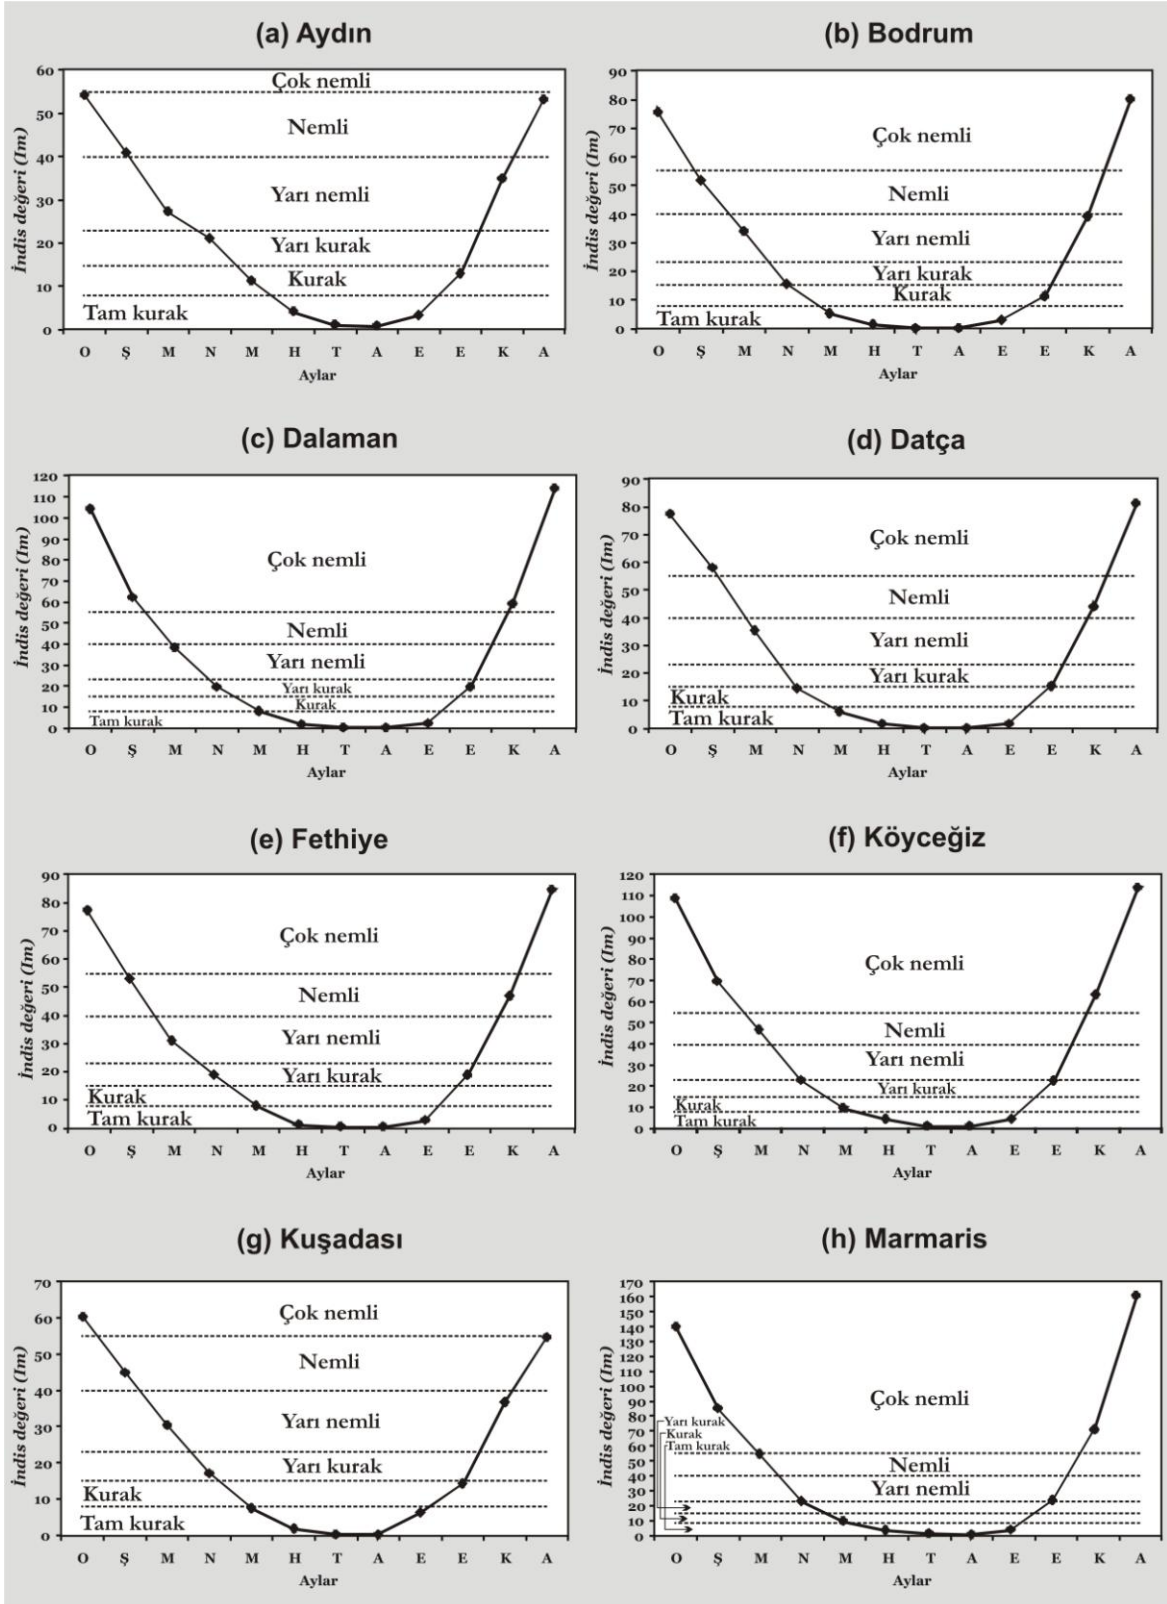 (a) Aydın
İndis değeri (Im)
60
50
40
30
20
10
0
Çok nemli
Nemli
Yarı nemli
Yarı kurak
Kurak
Tam kurak
O Ş M N M H T A E E K A
Aylar
(b) Bodrum
İndis değeri (Im)
90
80
70
60
50
40
30
20
10
0
Çok nemli
Nemli
Yarı nemli
Yarı kurak
Kurak
Tam kurak
O Ş M N M H T A E E K A
Aylar
(c) Dalaman
İndis değeri (Im)
120
110
100
90
80
70
60
50
40
30
20
10
0
Çok nemli
Nemli
Yarı nemli
Yarı kurak
Kurak
Tam kurak
O Ş M N M H T A E E K A
Aylar
(d) Datça
İndis değeri (Im)
90
80
70
60
50
40
30
20
10
0
Çok nemli
Nemli
Yarı nemli
Yarı kurak
Kurak
Tam kurak
O Ş M N M H T A E E K A
Aylar
(e) Fethiye
İndis değeri (Im)
90
80
70
60
50
40
30
20
10
0
Çok nemli
Nemli
Yarı nemli
Yarı kurak
Kurak
Tam kurak
O Ş M N M H T A E E K A
Aylar
(f) Köyceğiz
İndis değeri (Im)
120
110
100
90
80
70
60
50
40
30
20
10
0
Çok nemli
Nemli
Yarı nemli
Yarı kurak
Kurak
Tam kurak
O Ş M N M H T A E E K A
Aylar
(g) Kuşadası
İndis değeri (Im)
70
60
50
40
30
20
10
0
Çok nemli
Nemli
Yarı nemli
Yarı kurak
Kurak
Tam kurak
O Ş M N M H T A E E K A
Aylar
(h) Marmaris
İndis değeri (Im)
170
160
150
140
130
120
110
100
90
80
70
60
50
40
30
20
10
0
Çok nemli
Yarı kurak
Kurak
Tam kurak
Nemli
Yarı nemli
O Ş M N M H T A E E K A
Aylar